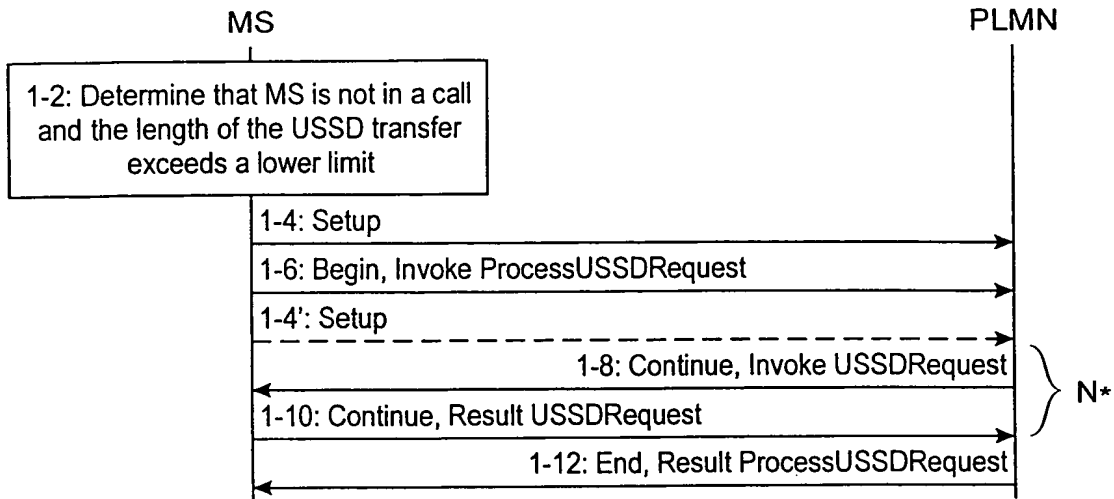 MS
PLMN
1-2: Determine that MS is not in a call
and the length of the USSD transfer
exceeds a lower limit
1-4: Setup
1-6: Begin, Invoke ProcessUSSDRequest
1-4': Setup
1-8: Continue, Invoke USSDRequest
N*
1-10: Continue, Result USSDRequest
1-12: End, Result ProcessUSSDRequest